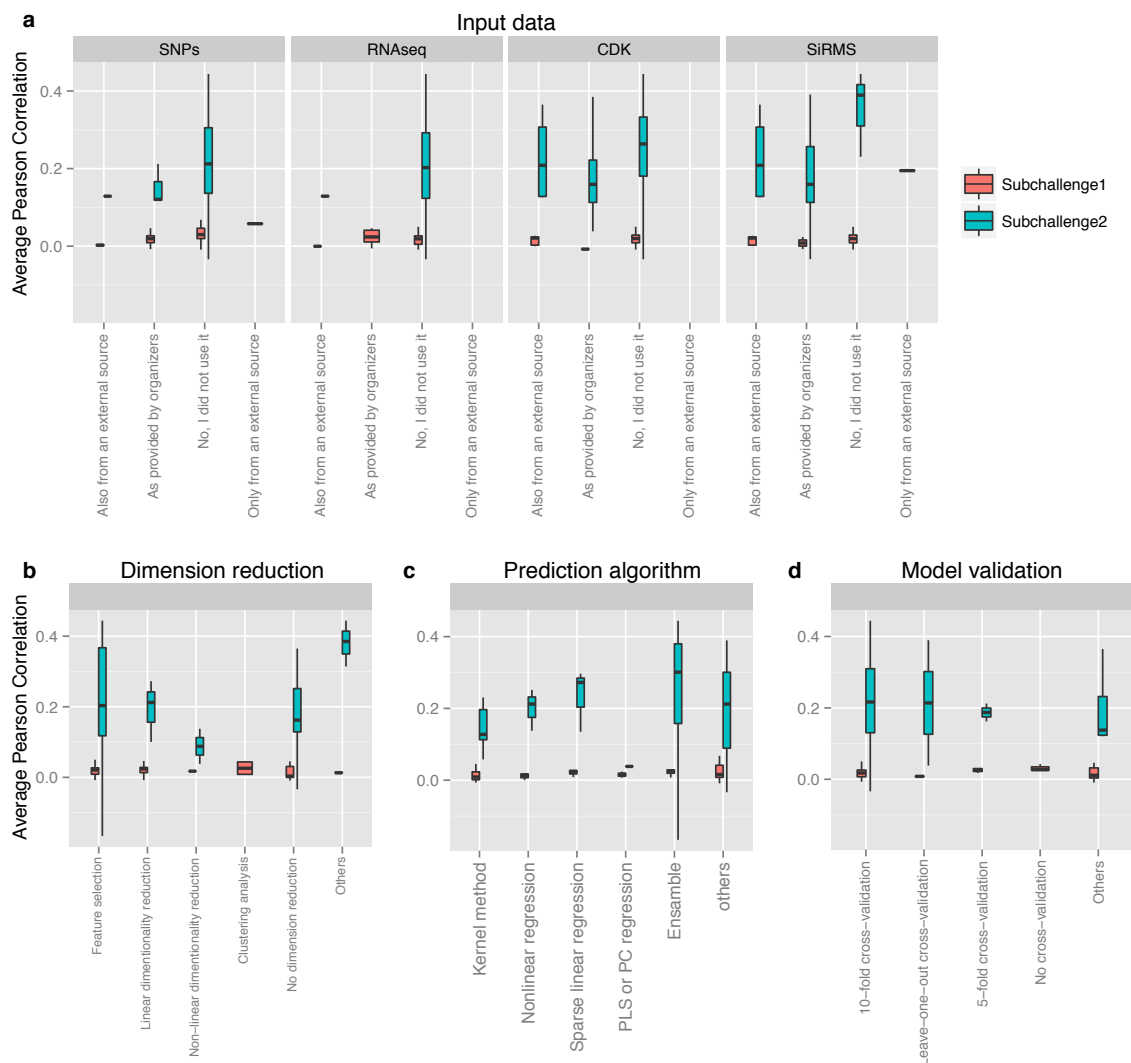 a
Input data
SNPs
RNAseq
CDK
SiRMS
Average Pearson Correlation
0.4
0.2
0.0
Subchallenge1
Subchallenge2
Also from an external source
As provided by organizers
No, I did not use it
Only from an external source
Also from an external source
As provided by organizers
No, I did not use it
Only from an external source
Also from an external source
As provided by organizers
No, I did not use it
Only from an external source
Also from an external source
As provided by organizers
No, I did not use it
Only from an external source
b
Dimension reduction
Average Pearson Correlation
0.4
0.2
0.0
Feature selection
Linear dimentionality reduction
Non−linear dimentionality reduction
Clustring analysis
No dimension reduction
Others
c
Prediction algorithm
0.4
0.2
0.0
Kernel method
Nonlinear regression
Sparse linear regression
PLS or PC regression
Ensamble
others
d
Model validation
0.4
0.2
0.0
10−fold cross−validation
Leave−one−out cross−validation
5−fold cross−validation
No cross−validation
Others